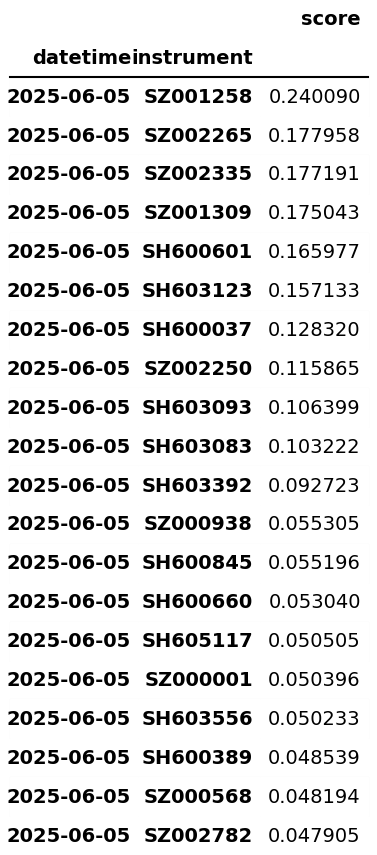 score
datetime instrument
2025-06-05 SZ001258 0.240090
2025-06-05 SZ002265 0.177958
2025-06-05 SZ002335 0.177191
2025-06-05 SZ001309 0.175043
2025-06-05 SH600601 0.165977
2025-06-05 SH603123 0.157133
2025-06-05 SH600037 0.128320
2025-06-05 SZ002250 0.115865
2025-06-05 SH603093 0.106399
2025-06-05 SH603083 0.103222
2025-06-05 SH603392 0.092723
2025-06-05 SZ000938 0.055305
2025-06-05 SH600845 0.055196
2025-06-05 SH600660 0.053040
2025-06-05 SH605117 0.050505
2025-06-05 SZ000001 0.050396
2025-06-05 SH603556 0.050233
2025-06-05 SH600389 0.048539
2025-06-05 SZ000568 0.048194
2025-06-05 SZ002782 0.047905